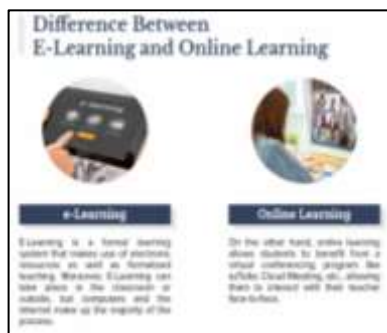 Difference Between
E-Learning and Online Learning
e-Learning
Online Learning
E-Learning is a formal learning
system that makes use of electronic
resources as well as formalized
teaching. Moreover, E-Learning can
take place in the classroom or
outside, but computers and the
internet make up the majority of the
process.
On the other hand, online learning
allows students to benefit from a
virtual conferencing program like
Cloud Meeting, etc., allowing
them to interact with their teacher
face-to-face.